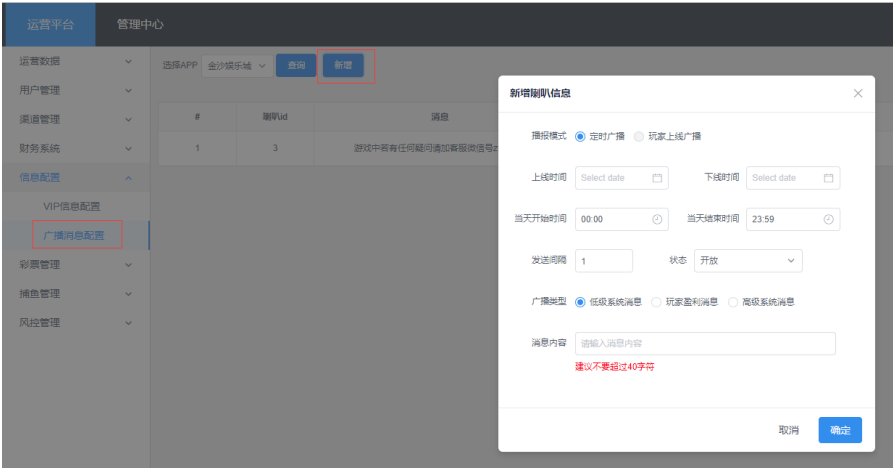 运营平台 管理中心
运营数据
用户管理
渠道管理
财务系统
信息配置
VIP信息配置
广播消息配置
彩票管理
捕鱼管理
风控管理
选择APP 金沙娱乐城 查询 新增
# 喇叭id 消息
1 3 游戏中若有任何疑问请加客服微信号
新增喇叭信息
播报模式 定时广播 玩家上线广播
上线时间 Select date 下线时间 Select date
当天开始时间 00:00 当天结束时间 23:59
发送间隔 1 状态 开放
广播类型 低级系统消息 玩家盈利消息 高级系统消息
消息内容 请输入消息内容
建议不要超过40字符
取消 确定